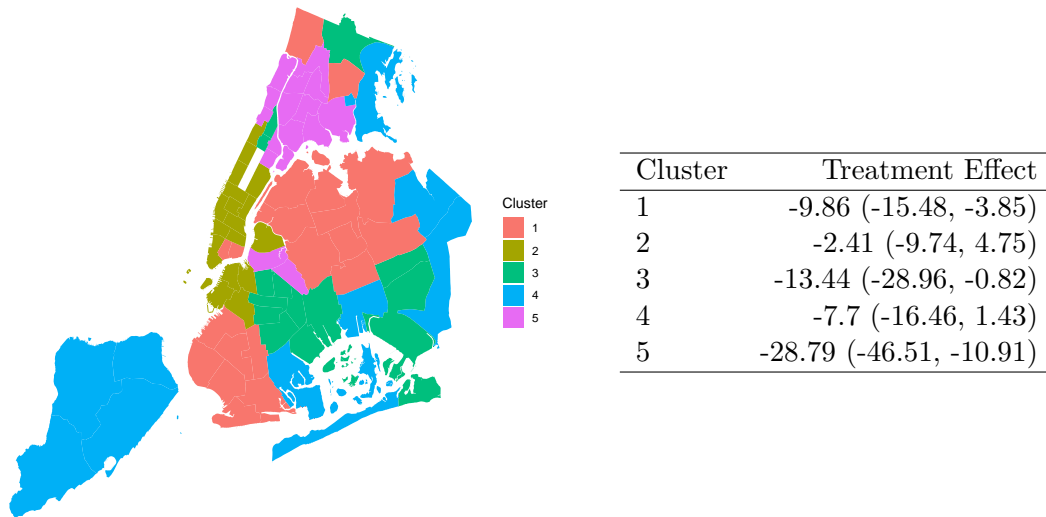 Cluster
1
2
3
4
5
Cluster Treatment Effect
1 -9.86 (-15.48, -3.85)
2 -2.41 (-9.74, 4.75)
3 -13.44 (-28.96, -0.82)
4 -7.7 (-16.46, 1.43)
5 -28.79 (-46.51, -10.91)